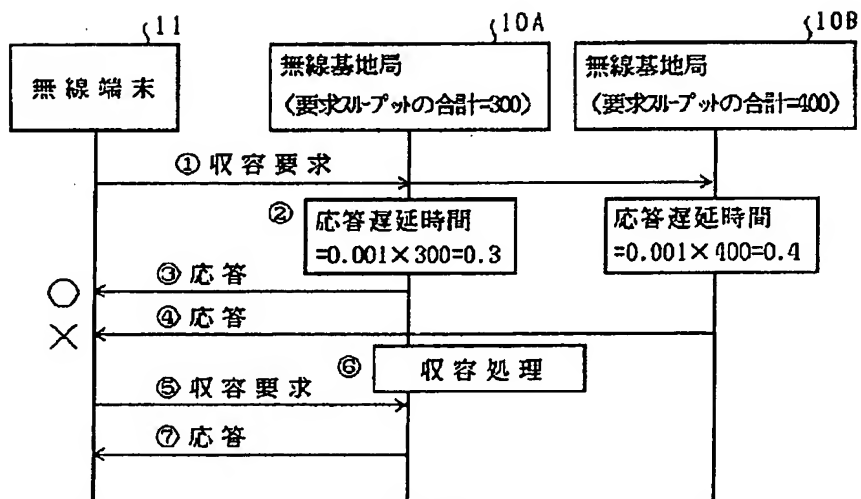 11
10A
10B
無線端末
無線基地局
(要求スループットの合計=300)
無線基地局
(要求スループットの合計=400)
①収容要求
②
応答遅延時間
=0.001×300=0.3
応答遅延時間
=0.001×400=0.4
③応答
○
④応答
×
⑥
収容処理
⑤収容要求
⑦応答